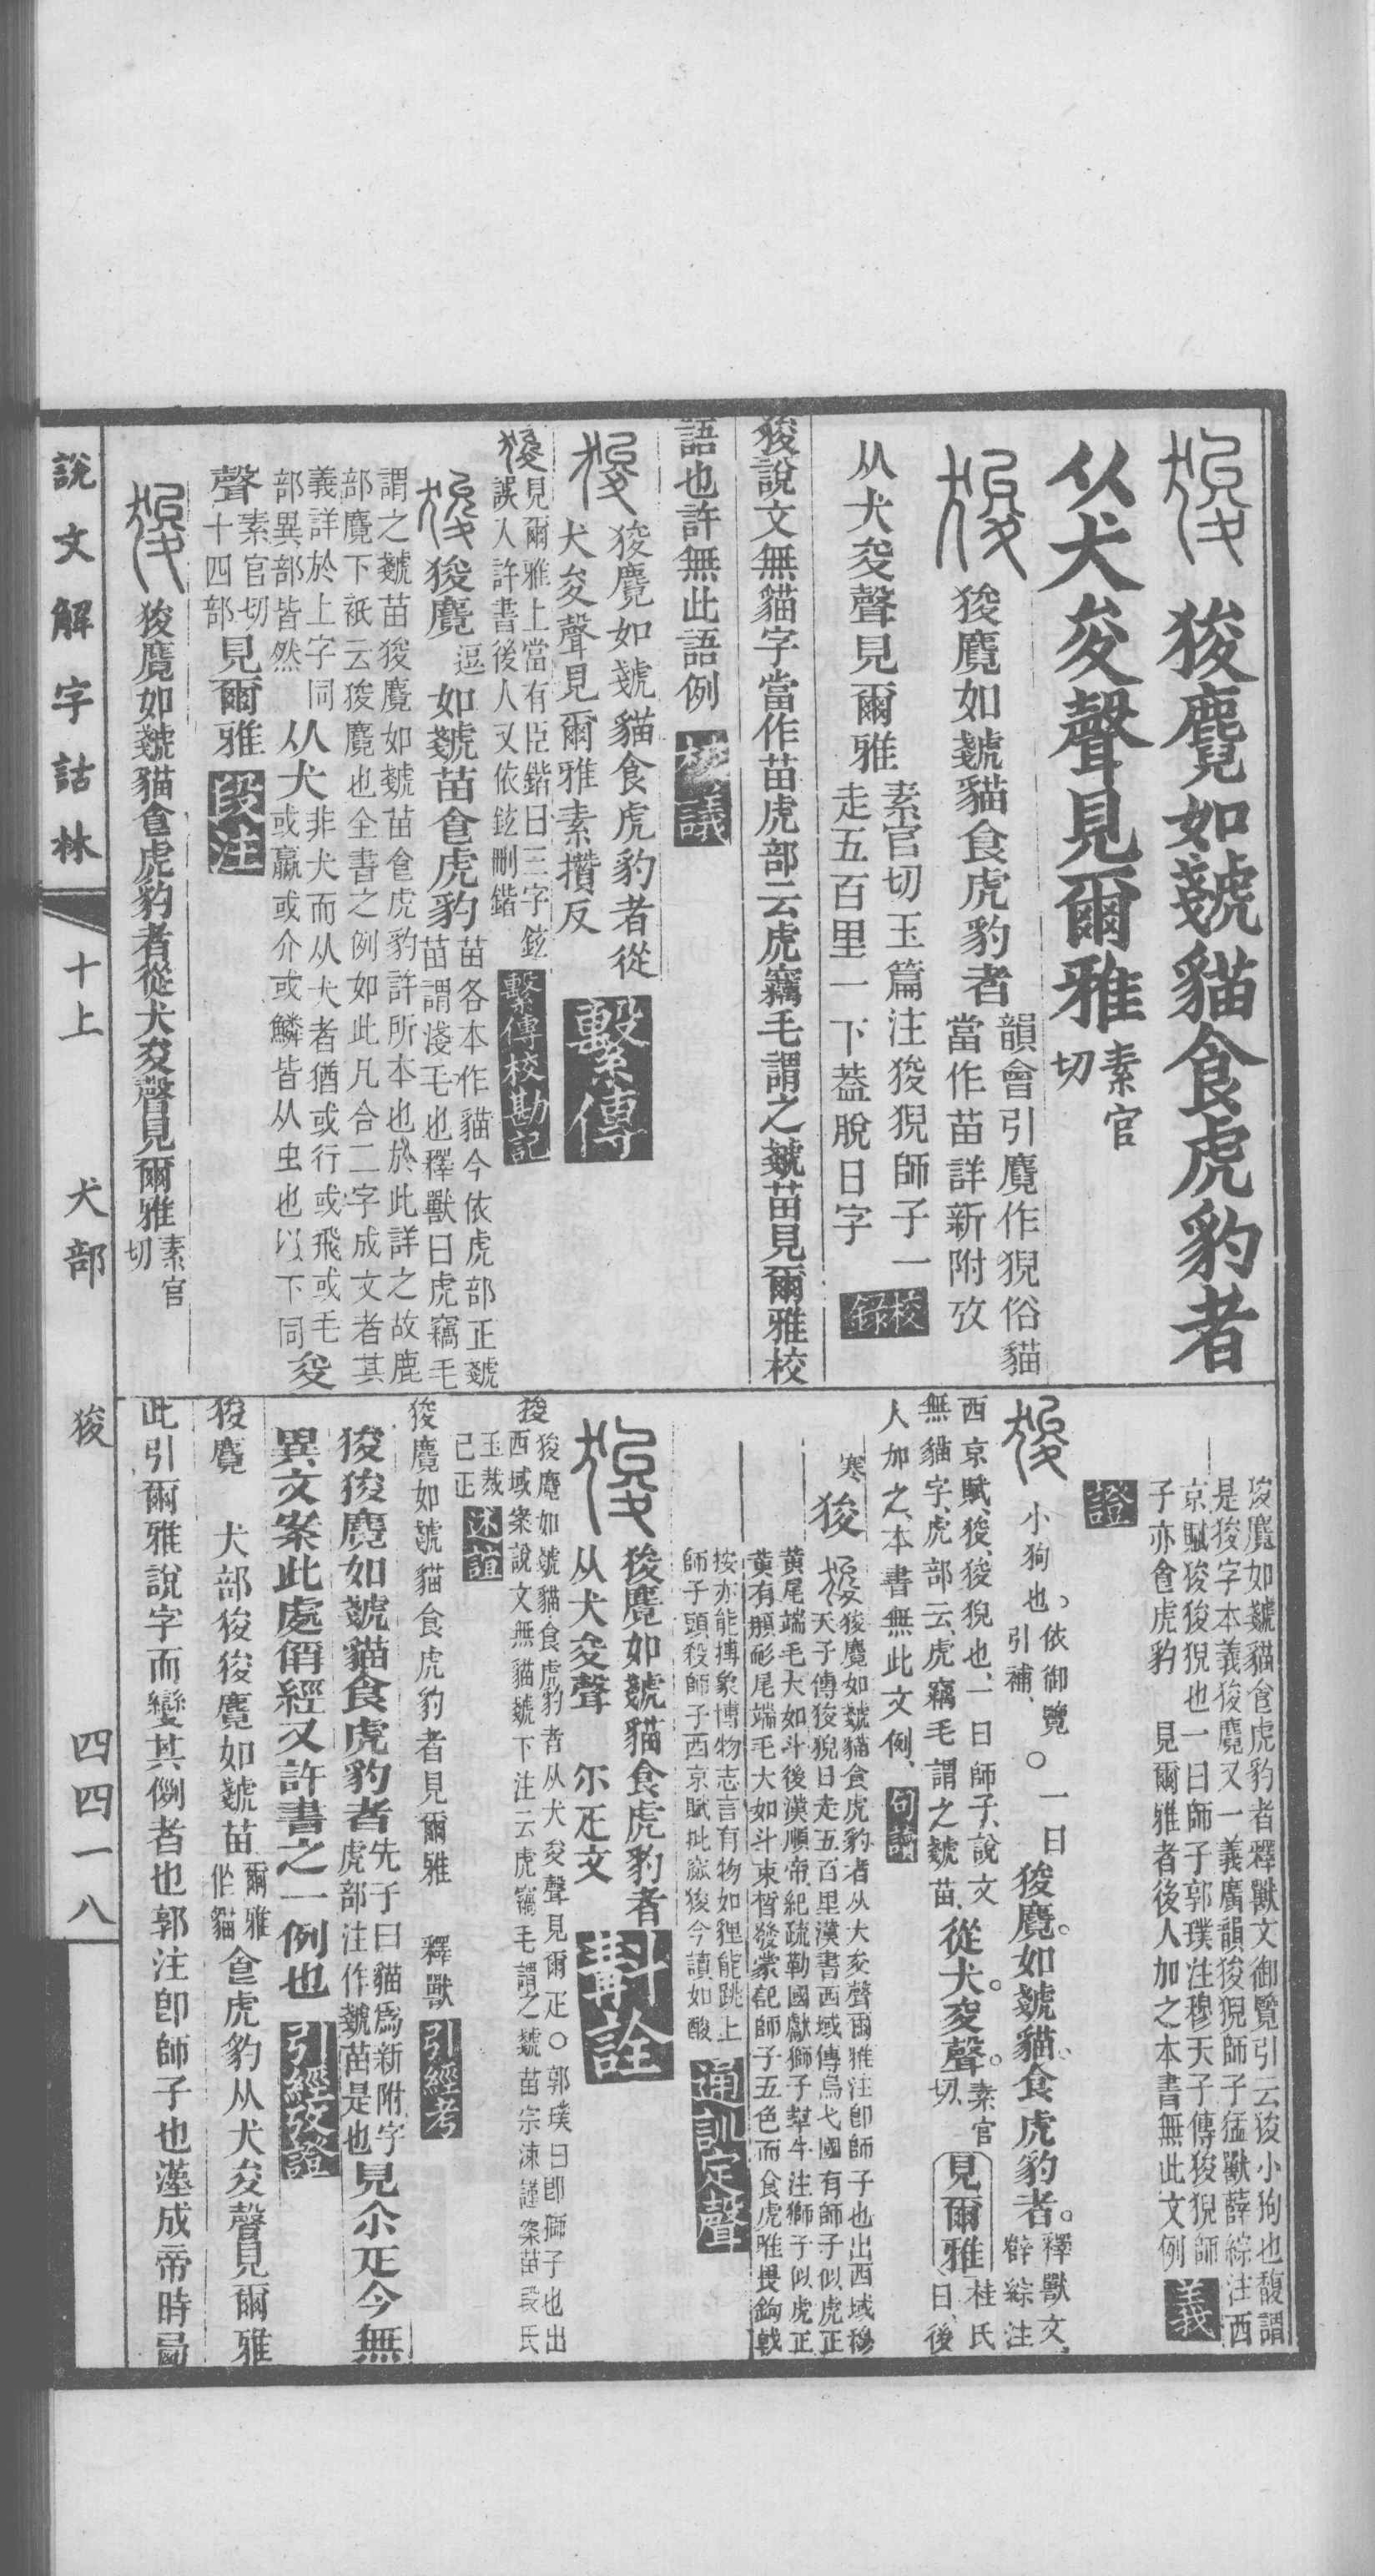 狻麑如虦貓食虎豹者
从犬夋聲見爾雅素官切
狻麑如虦貓食虎豹者韻會引麑作猊俗貓當作苗詳新附攷
从犬夋聲見爾雅素官切玉篇注狻猊師子一走五百里一下葢脫日字
校録
狻說文無貓字當作苗虎部云虎竊毛謂之虦苗見爾雅校
語也許無此語例
校議
狻麑如虦貓食虎豹者從
犬夋聲見爾雅素攢反
繫傳
狻見爾雅上當有臣鍇曰三字鉉誤入許書後人又依鉉刪鍇
繫傳校勘記
狻麑逗如虦苗食虎豹苗各本作貓今依虎部正虦苗謂淺毛也釋獸曰虎竊毛
謂之虦苗狻麑如虦苗食虎豹許所本也於此詳之故鹿部麑下祇云狻麑也全書之例如此凡合二字成文者其
義詳於上字同部異部皆然从犬非犬而从犬者猶或行或飛或毛或蠃或介或鱗皆从虫也以下同夋
聲素官切十四部見爾雅
段注
狻麑如虦貓食虎豹者從犬夋聲見爾雅素官切
狻麑如虦貓食虎豹者釋獸文御覽引云狻小狗也馥謂
是狻字本義狻麑又一義廣韻狻猊師子猛獸薛綜注西
京賦狻狻猊也一曰師子郭璞注穆天子傳狻猊師
子亦食虎豹 見爾雅者後人加之本書無此文例
義證
小狗也、依御覽引補、〇一曰狻麑。如虦貓、食虎豹者。釋獸文、薛綜注
西京賦、狻、狻猊也、一曰師子、說文無貓字、虎部云、虎竊毛謂之虦苗、從犬。夋聲。素官切、見爾雅桂氏曰、後
人加之、本書無此文例、
句讀
寒狻
狻麑如虦貓食虎豹者从犬夋聲爾雅注卽師子也出西域穆
天子傳狻猊日走五百里漢書西域傳烏弋國有師子似虎正
黄尾端毛大如斗後漢順帝紀疏勒國獻獅子犎牛注獅子似虎正
黄有髵耏尾端毛大如斗束晳發蒙記師子五色而食虎唯畏鉤戟
按亦能搏象博物志言有物如貍能跳上
師子頭殺師子西京賦批窳狻今讀如酸
通訓定聲
狻麑如虦貓食虎豹者
从犬夋聲 尒疋文
斠詮
狻狻麑如虦貓食虎豹者从犬夋聲見爾疋〇郭璞曰卽獅子也出
西域案說文無貓虦下注云虎竊毛謂之虦苗宗涑謹案苗段氏
玉裁己正
述誼
狻麑如虦貓食虎豹者見爾雅 釋獸
引經考
狻狻麑如虦貓食虎豹者先子曰貓爲新附字虎部注作虦苗是也見尒疋今無
異文案此處偁經又許書之一例也
引經攷證
狻麑 犬部狻狻麑如虦苗爾雅作貓食虎豹从犬夋聲見爾雅
此引爾雅說字而變其例者也郭注卽師子也漢成帝時
說文解字詁林 十上 犬部 狻 四四一八